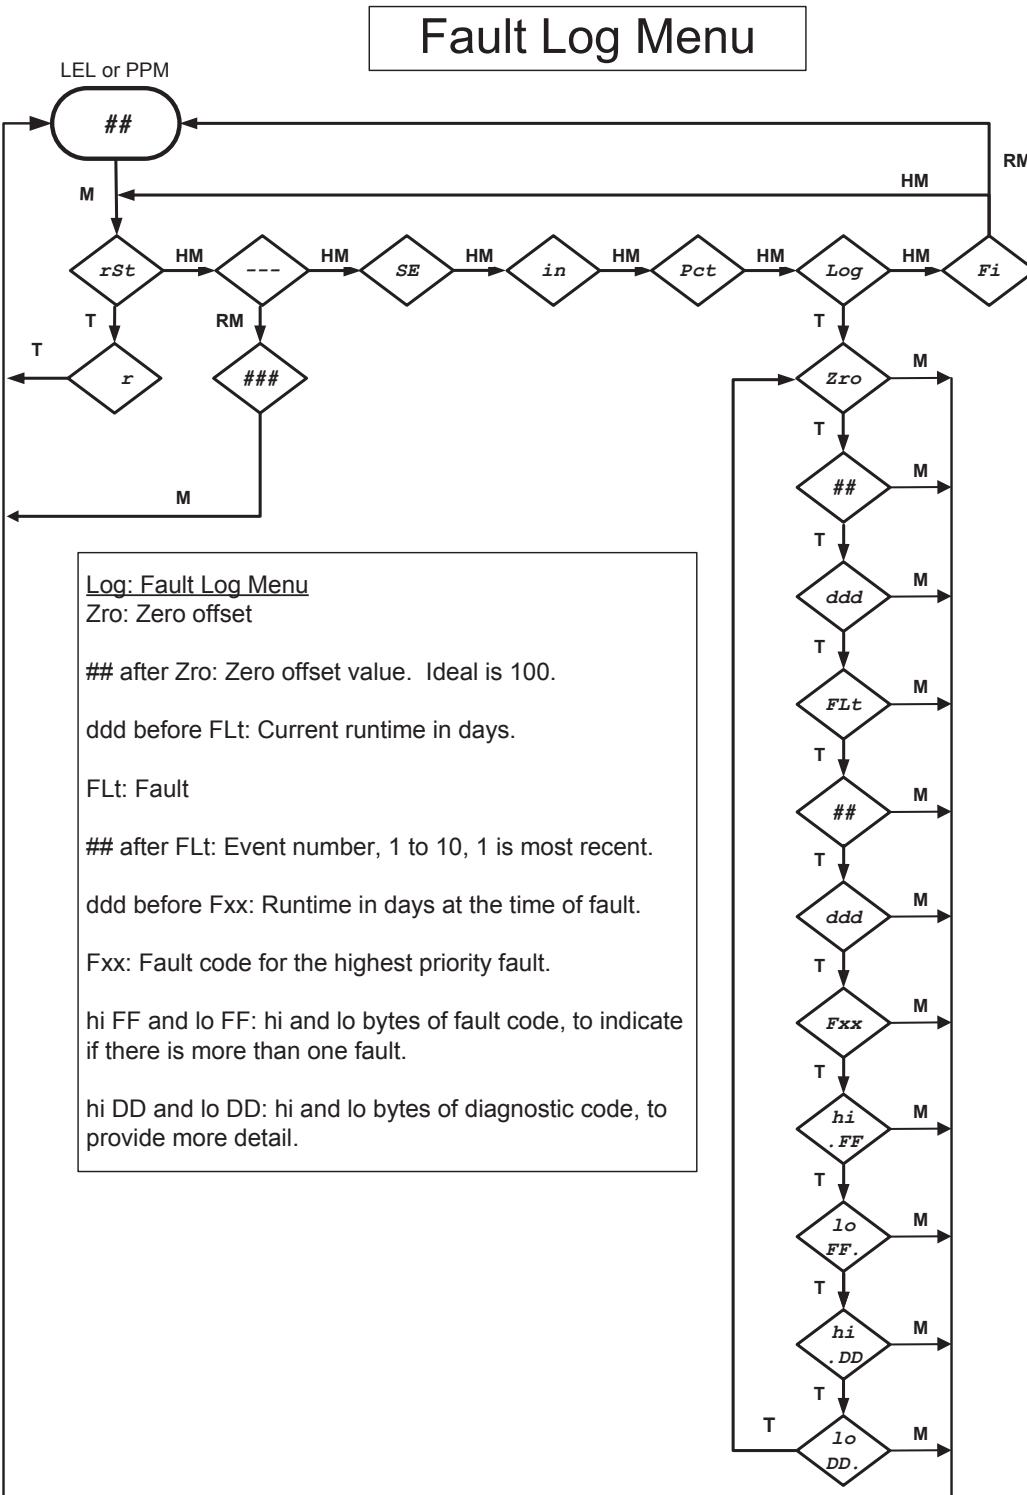 Fault Log Menu
LEL or PPM
##
RM
M
HM
rSt
HM
---
HM
SE
HM
in
HM
Pct
HM
Log
HM
Fi
T
RM
T
T
r
###
Zro
M
T
M
##
M
T
ddd
M
T
FLt
M
T
##
M
T
ddd
M
T
Fxx
M
T
hi
.FF
M
T
lo
FF.
M
T
hi
.DD
M
T
T
lo
DD.
M
Log: Fault Log Menu
Zro: Zero offset
## after Zro: Zero offset value.  Ideal is 100.
ddd before FLt: Current runtime in days.
FLt: Fault
## after FLt: Event number, 1 to 10, 1 is most recent.
ddd before Fxx: Runtime in days at the time of fault.
Fxx: Fault code for the highest priority fault.
hi FF and lo FF: hi and lo bytes of fault code, to indicate
if there is more than one fault.
hi DD and lo DD: hi and lo bytes of diagnostic code, to
provide more detail.